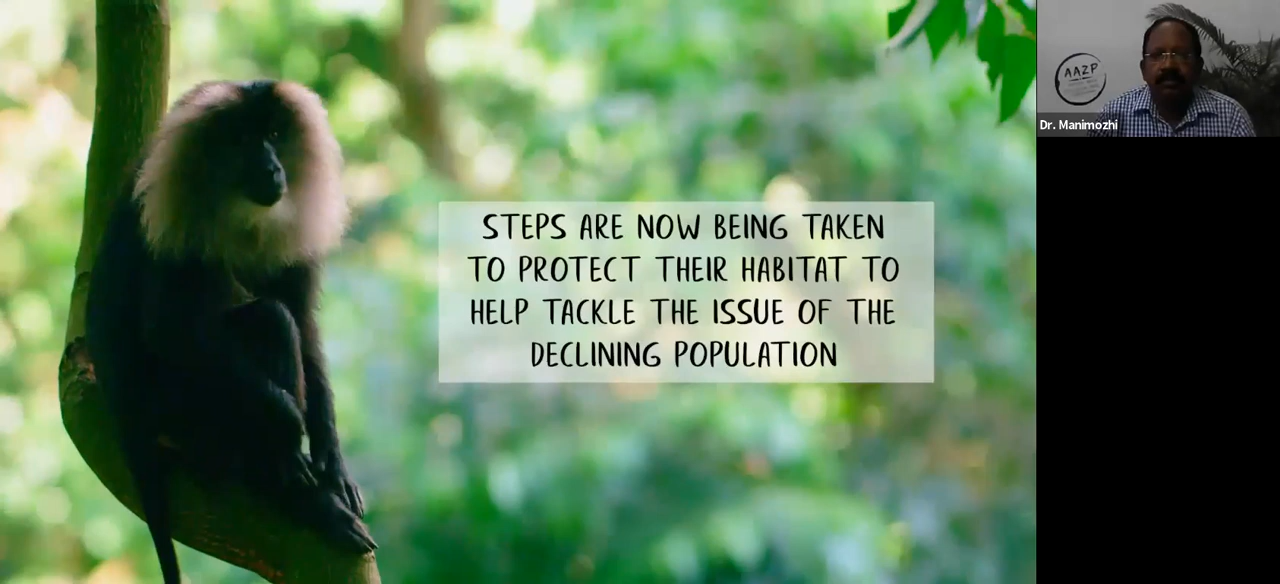 STEPS ARE NOW BEING TAKEN
TO PROTECT THEIR HABITAT TO
HELP TACKLE THE ISSUE OF THE
DECLINING POPULATION
AAZP
Dr. Manimozhi